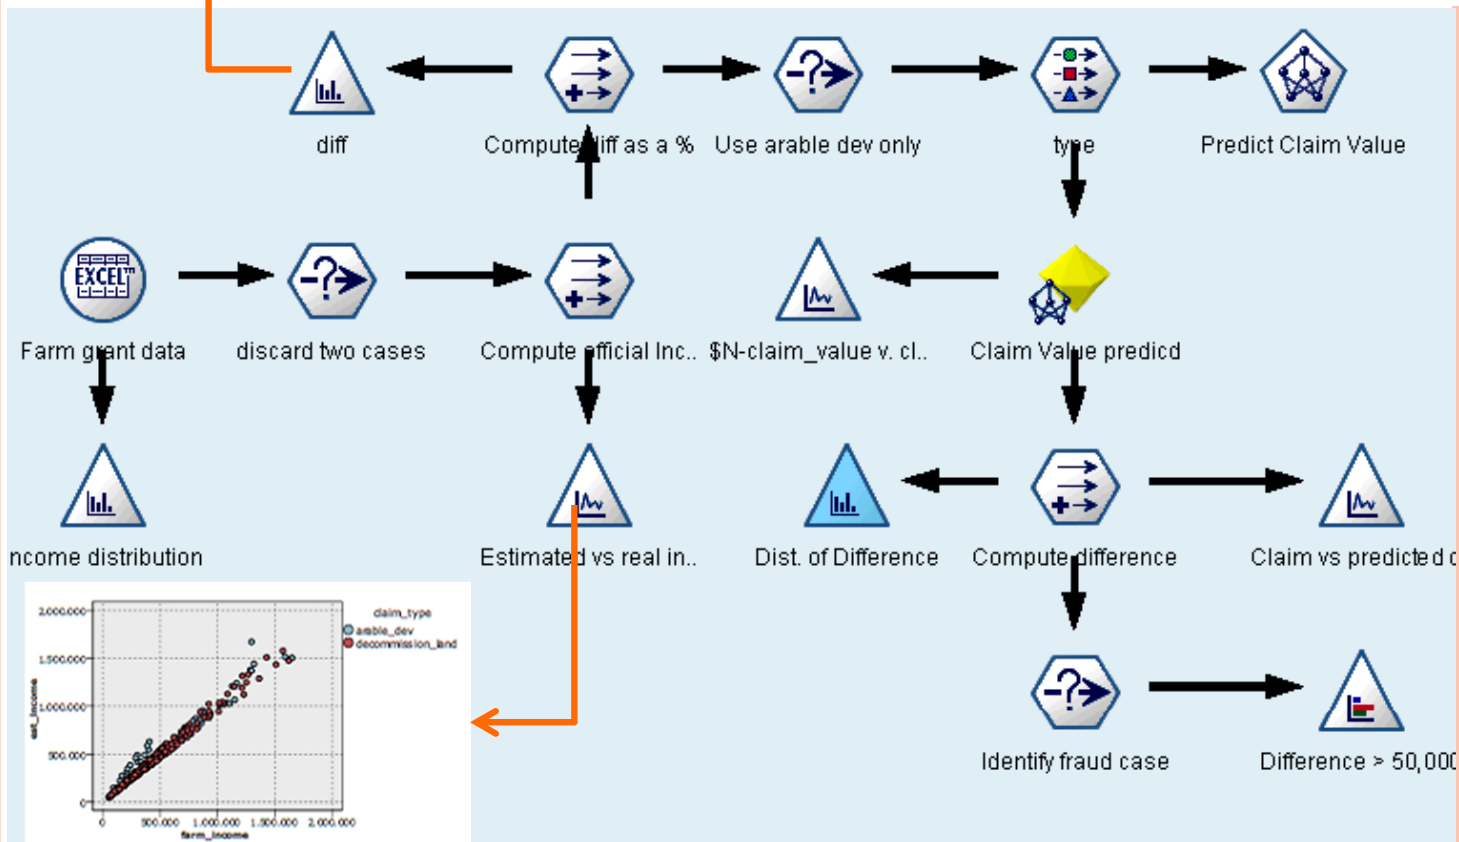 diff
Compute diff as a %
Use arable dev only
type
Predict Claim Value
EXCEL™
Farm grant data
discard two cases
Compute official Inc..
$N-claim_value v. cl..
Claim Value predicd
ncome distribution
Estimated vs real in..
Dist. of Difference
Compute difference
Claim vs predicted c
Identify fraud case
Difference > 50,000
claim_type
arable_dev
decommission_land
est_income
2.000.000
1.500.000
1.000.000
500.000
0
0 500.000 1.000.000 1.500.000 2.000.000
farm_income